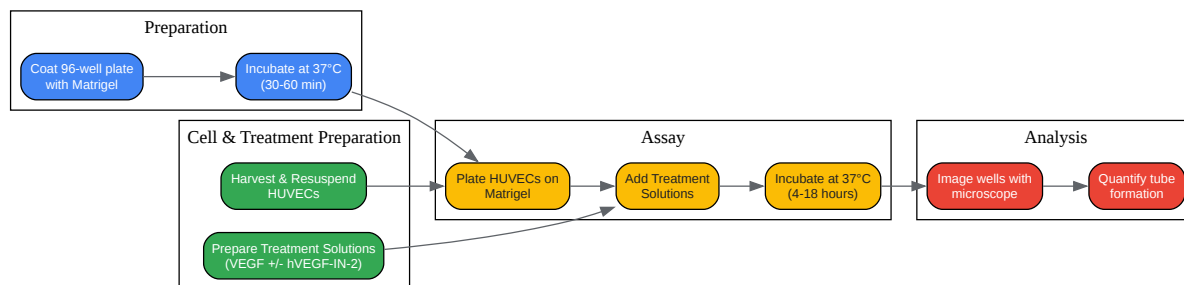 Preparation
Coat 96-well plate
with Matrigel
Incubate at 37°C
(30-60 min)
Cell & Treatment Preparation
Harvest & Resuspend
HUVECs
Prepare Treatment Solutions
(VEGF +/- hVEGF-IN-2)
Assay
Plate HUVECs on
Matrigel
Add Treatment
Solutions
Incubate at 37°C
(4-18 hours)
Analysis
Image wells with
microscope
Quantify tube
formation